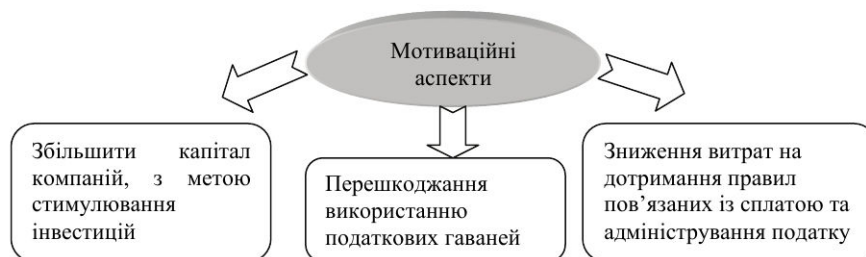 Мотиваційні
аспекти
Збільшити капітал
компаній, з метою
стимулювання
інвестицій
Перешкоджання
використанню
податкових гаваней
Зниження витрат на
дотримання правил
пов’язаних із сплатою та
адміністрування податку